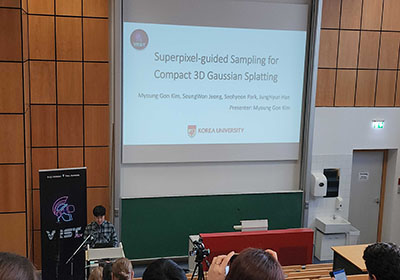 Superpixel-guided Sampling for
Compact 3D Gaussian Splatting
Myoung Gon Kim, SeungWon Jeong, Seohyeon Park, JungHyun Han
Presenter: Myoung Gon Kim
KOREA UNIVERSITY